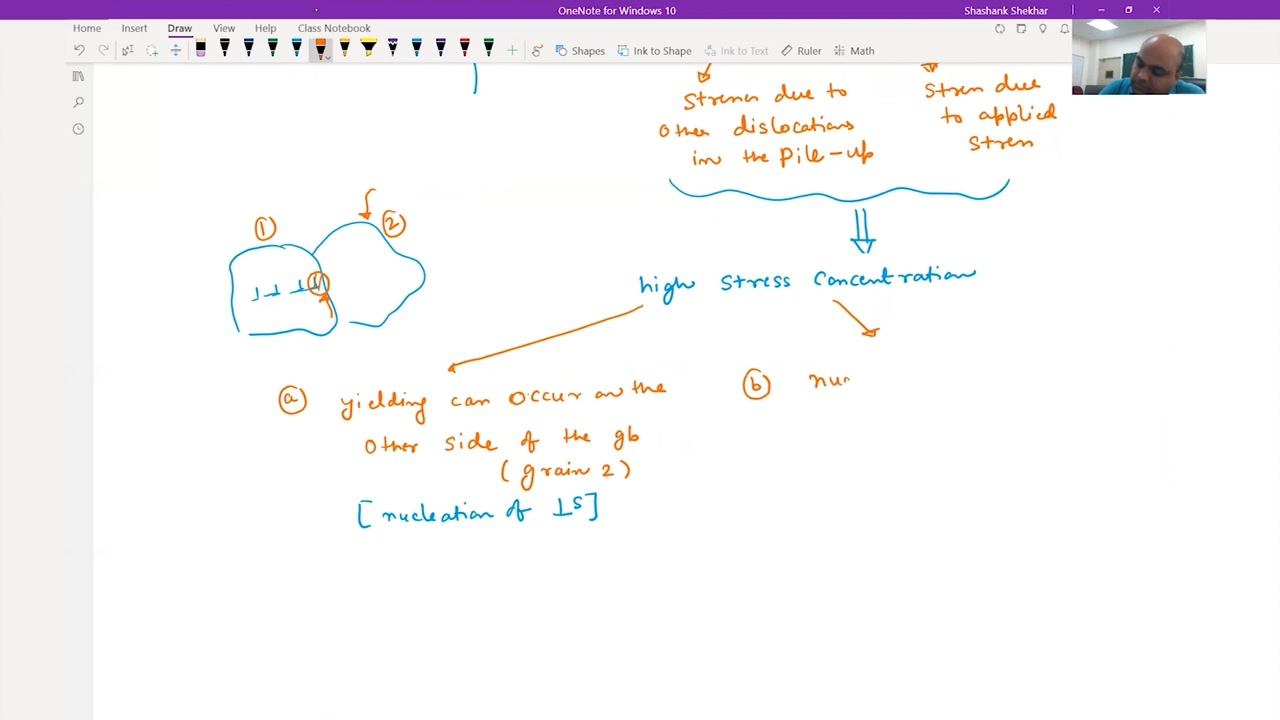 OneNote for Windows 10
Shashank Shekhar
Home Insert Draw View Help Class Notebook
Shapes Ink to Shape Ink to Text Ruler Math
Stress due to
other dislocations
in the Pile-up
Stress due
to applied
Stress
① ②
high stress concentration
ⓐ yielding can occur on the
other side of the gb
(grain 2)
[nucleation of ⊥s]
ⓑ nu